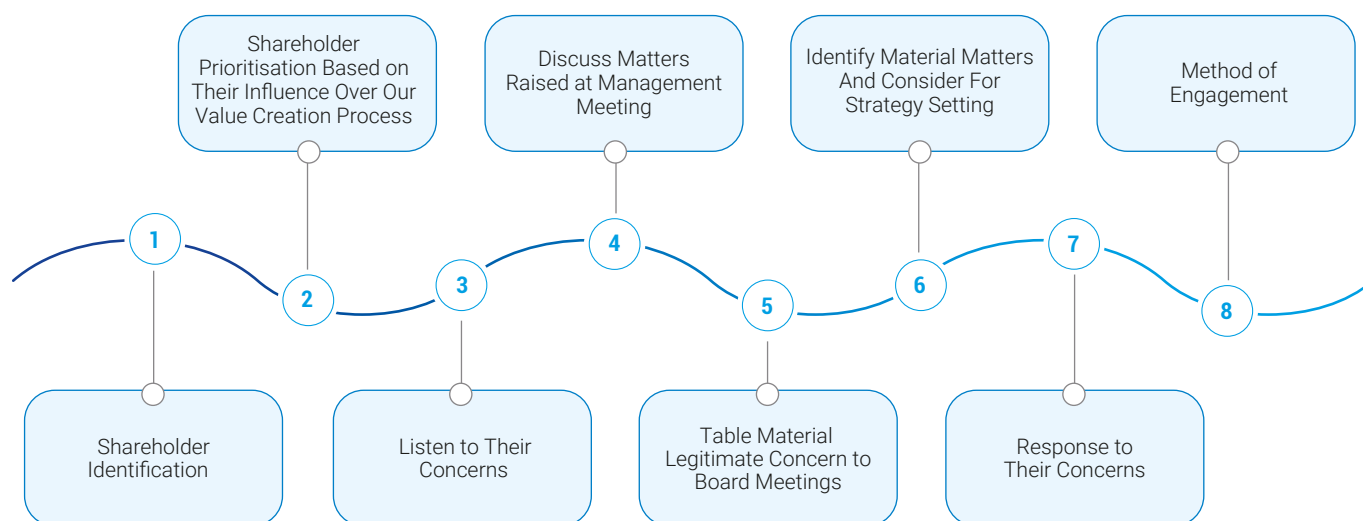 Shareholder
Prioritisation Based on
Their Influence Over Our
Value Creation Process
Discuss Matters
Raised at Management
Meeting
Identify Material Matters
And Consider For
Strategy Setting
Method of
Engagement
1
2
3
4
5
6
7
8
Shareholder
Identification
Listen to Their
Concerns
Table Material
Legitimate Concern to
Board Meetings
Response to
Their Concerns